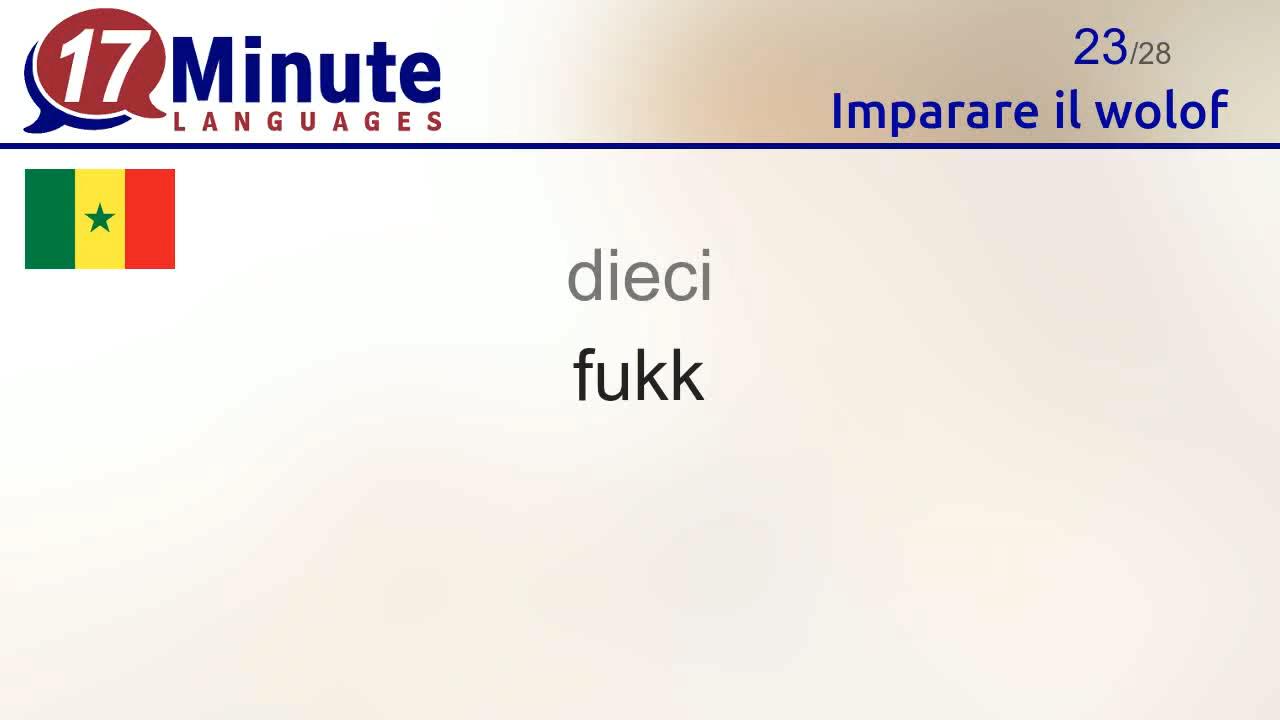 17 Minute
LANGUAGES
23/28
Imparare il wolof
dieci
fukk